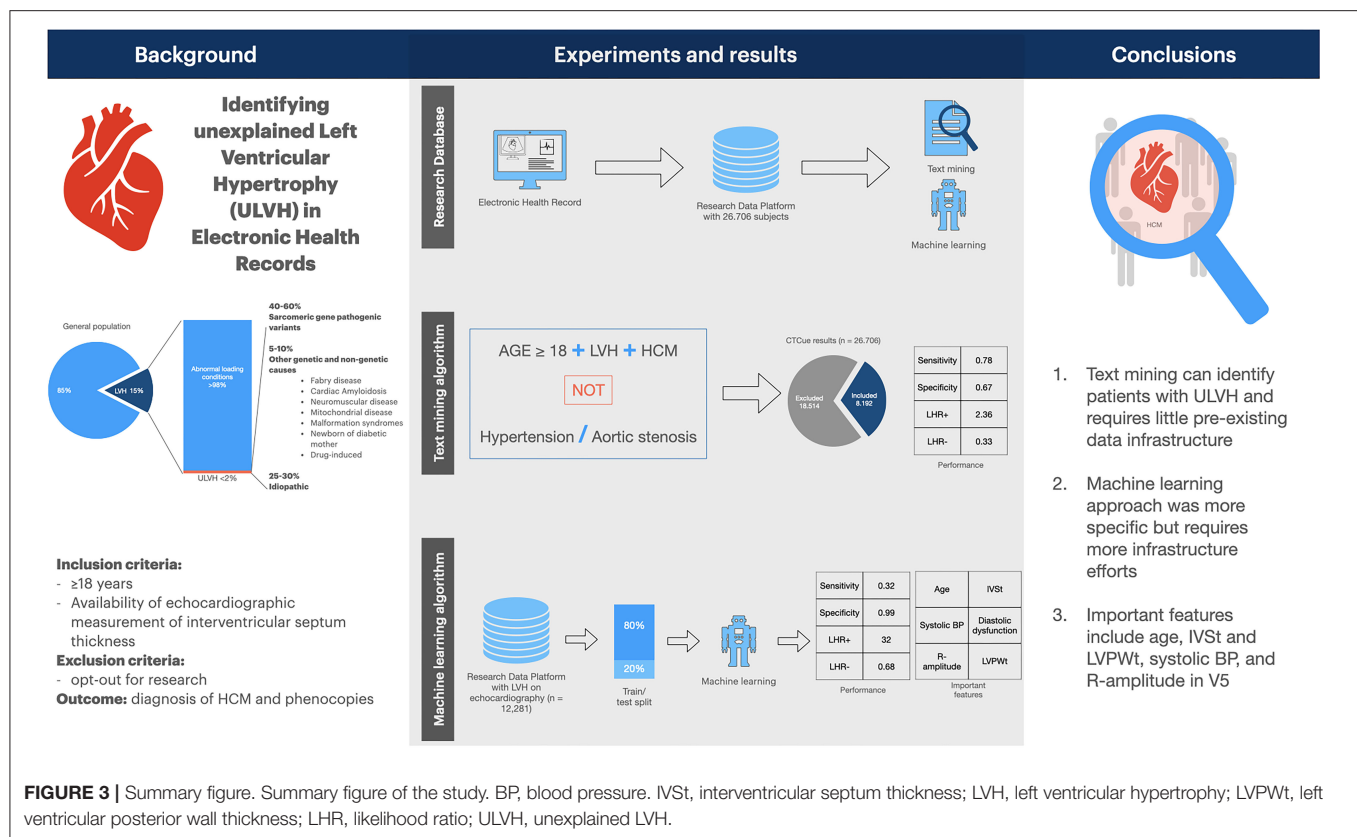 Background
Experiments and results
Conclusions
Identifying
unexplained Left
Ventricular
Hypertrophy
(ULVH) in
Electronic Health
Records
General population
85%
LVH 15%
Abnormal loading
conditions
>98%
ULVH <2%
40-60%
Sarcomeric gene pathogenic
variants
5-10%
Other genetic and non-genetic
causes
• Fabry disease
• Cardiac Amyloidosis
• Neuromuscular disease
• Mitochondrial disease
• Malformation syndromes
• Newborn of diabetic
mother
• Drug-induced
25-30%
Idiopathic
Inclusion criteria:
- ≥18 years
- Availability of echocardiographic
measurement of interventricular septum
thickness
Exclusion criteria:
- opt-out for research
Outcome: diagnosis of HCM and phenocopies
Research Database
Electronic Health Record
Research Data Platform
with 26.706 subjects
Text mining
Machine learning
Text mining algorithm
AGE ≥ 18 + LVH + HCM
NOT
Hypertension / Aortic stenosis
CTCue results (n = 26.706)
Excluded
18.514
Included
8.192
Sensitivity 0.78
Specificity 0.67
LHR+ 2.36
LHR- 0.33
Performance
Machine learning algorithm
Research Data Platform
with LVH on
echocardiography (n =
12,281)
80%
20%
Train/
test split
Machine learning
Sensitivity 0.32
Specificity 0.99
LHR+ 32
LHR- 0.68
Performance
Age IVSt
Systolic BP Diastolic
dysfunction
R-
amplitude LVPWt
Important
features
HCM
1. Text mining can identify
patients with ULVH and
requires little pre-existing
data infrastructure
2. Machine learning
approach was more
specific but requires
more infrastructure
efforts
3. Important features
include age, IVSt and
LVPWt, systolic BP, and
R-amplitude in V5
FIGURE 3 | Summary figure. Summary figure of the study. BP, blood pressure. IVSt, interventricular septum thickness; LVH, left ventricular hypertrophy; LVPWt, left
ventricular posterior wall thickness; LHR, likelihood ratio; ULVH, unexplained LVH.